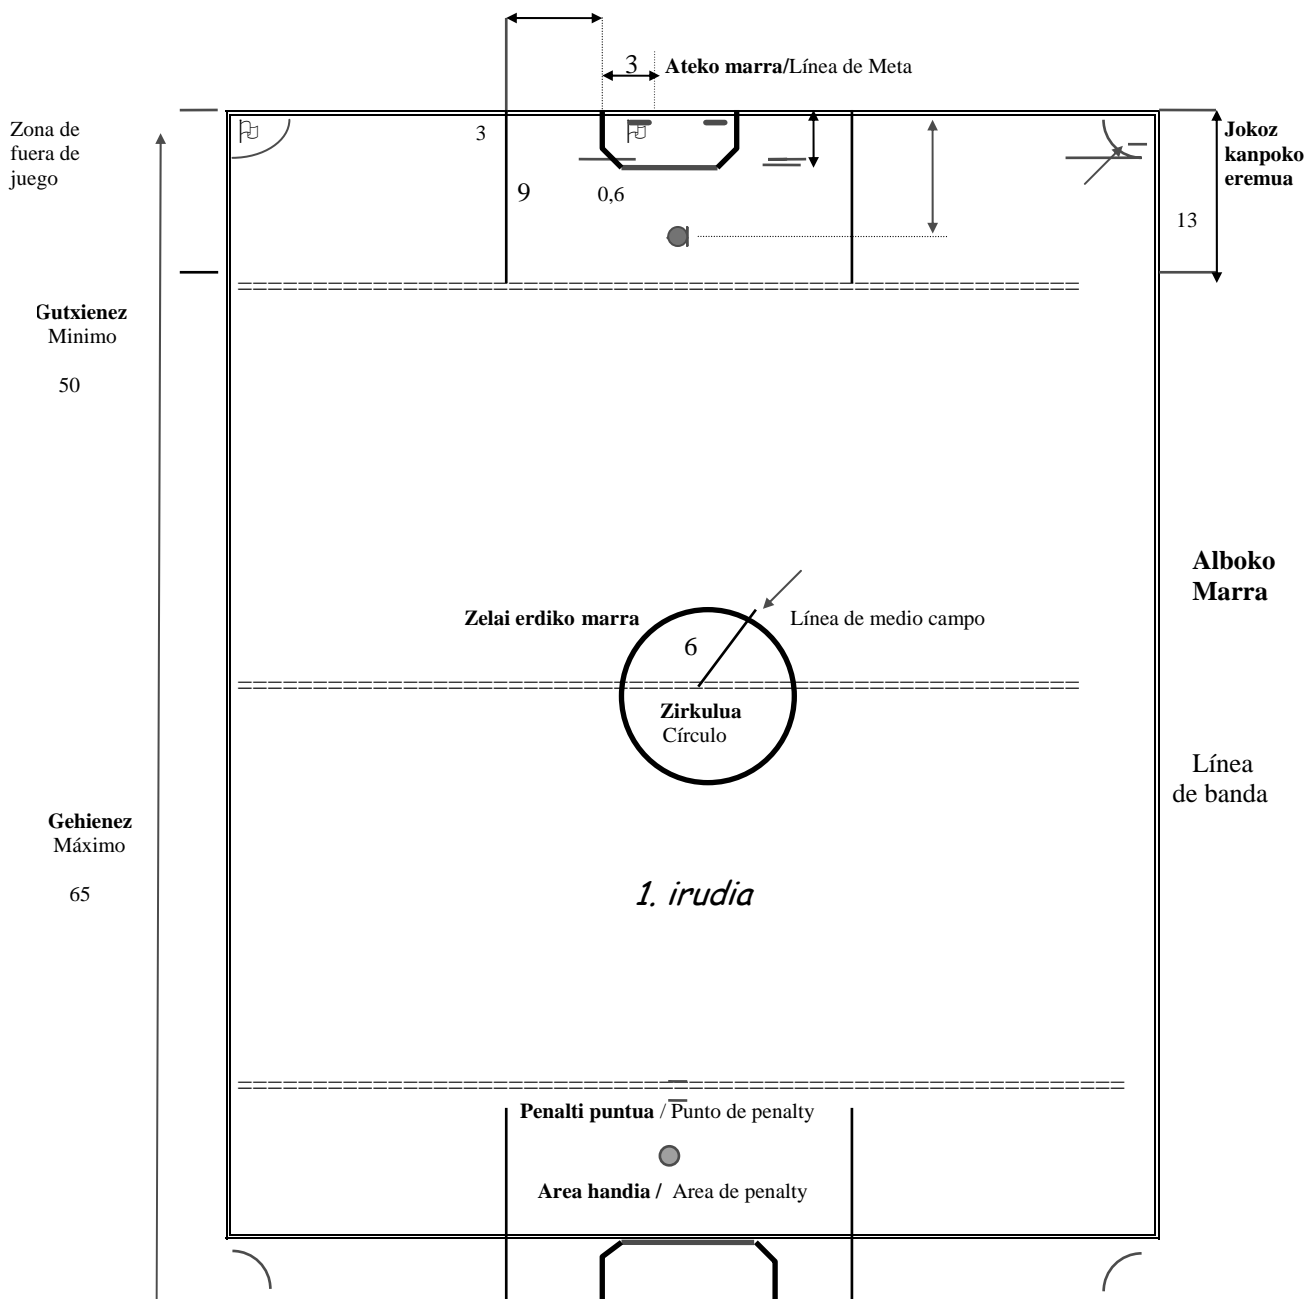 3 Ateko marra/Línea de Meta
Zona de
fuera de
juego
3
Jokoz
kanpoko
eremua
9
0,6
13
Gutxienez
Minimo
50
Alboko
Marra
Zelai erdiko marra
Línea de medio campo
6
Zirkulua
Círculo
Línea
de banda
Gehienez
Máximo
65
1. irudia
Penalti puntua / Punto de penalty
Area handia / Area de penalty